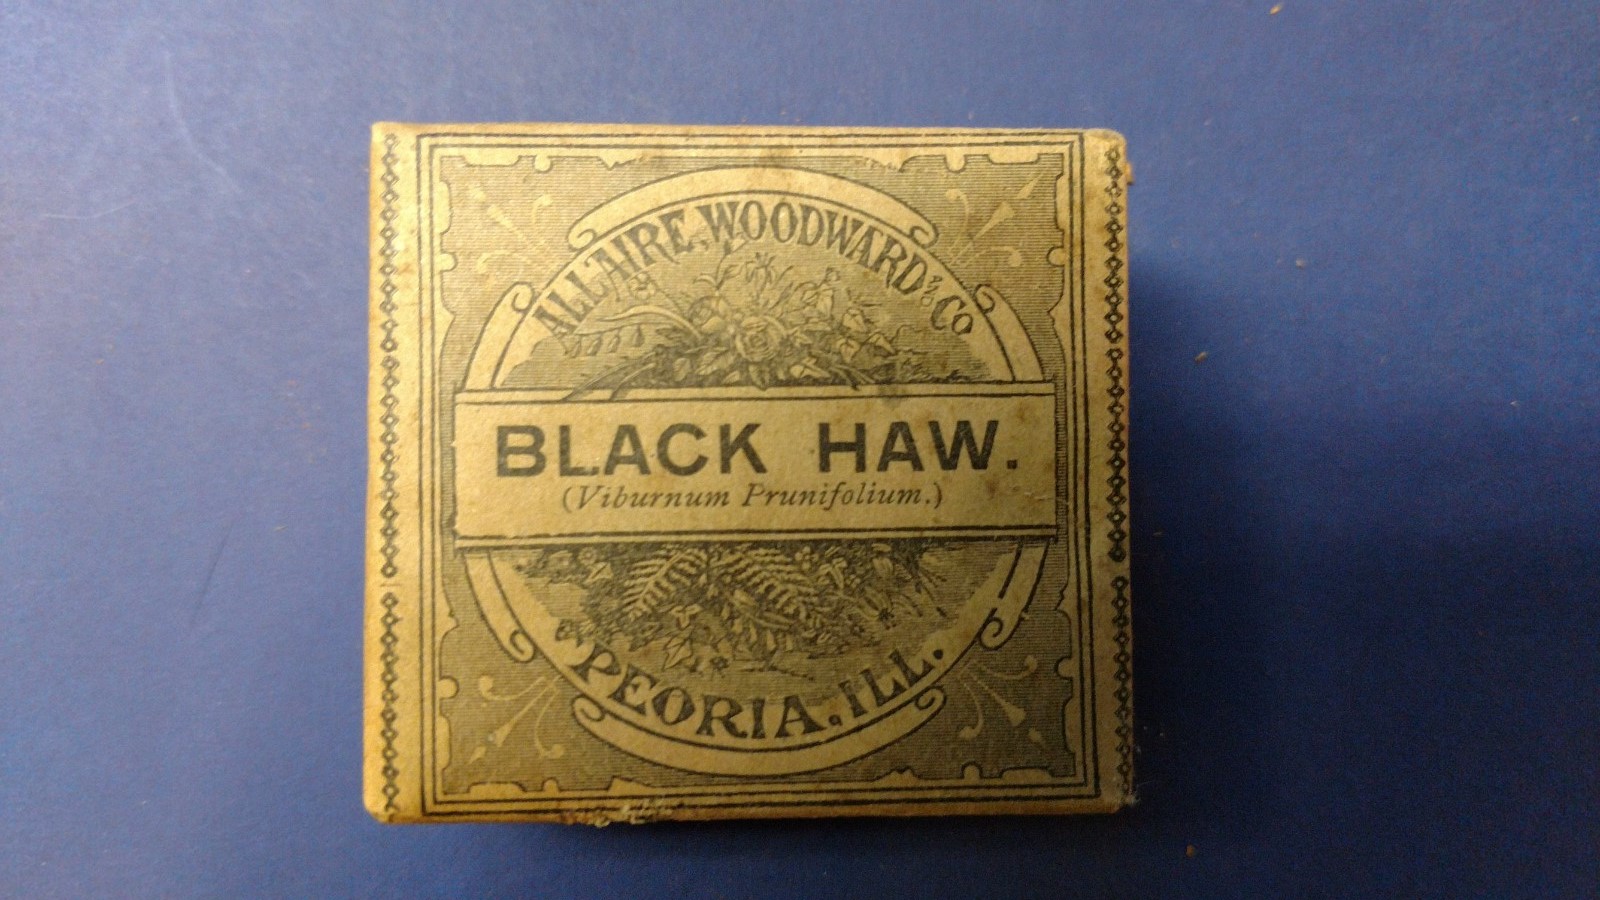 ALLAIRE, WOODWARD & Co
BLACK HAW.
(Viburnum Prunifolium.)
PEORIA, ILL.